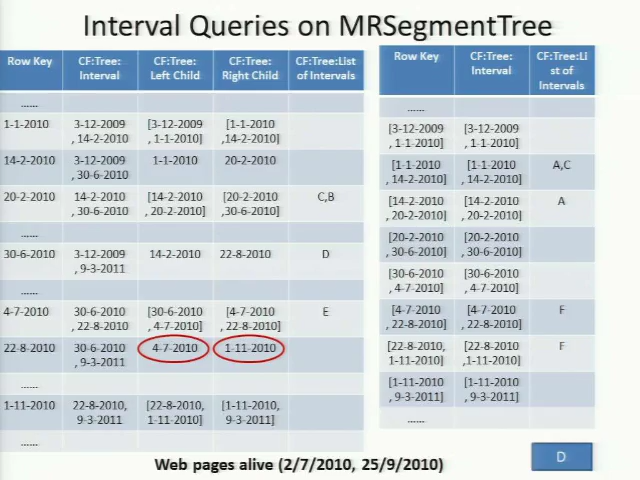 Interval Queries on MRSegmentTree
Row Key CF:Tree: Interval CF:Tree: Left Child CF:Tree: Right Child CF:Tree:List of Intervals
......
1-1-2010 3-12-2009 , 14-2-2010 [3-12-2009 , 1-1-2010] [1-1-2010 ,14-2-2010]
14-2-2010 3-12-2009 , 30-6-2010 1-1-2010 20-2-2010
20-2-2010 14-2-2010 , 30-6-2010 [14-2-2010 , 20-2-2010] [20-2-2010 ,30-6-2010] C,B
......
30-6-2010 3-12-2009 , 9-3-2011 14-2-2010 22-8-2010 D
......
4-7-2010 30-6-2010 , 22-8-2010 [30-6-2010 , 4-7-2010] [4-7-2010 , 22-8-2010] E
22-8-2010 30-6-2010 , 9-3-2011 4-7-2010 1-11-2010
......
1-11-2010 22-8-2010, 9-3-2011 [22-8-2010, 1-11-2010] [1-11-2010, 9-3-2011]
......
Row Key CF:Tree: Interval CF:Tree:Li st of Intervals
......
[3-12-2009 , 1-1-2010] [3-12-2009 , 1-1-2010]
[1-1-2010 , 14-2-2010] [1-1-2010 , 14-2-2010] A,C
[14-2-2010 , 20-2-2010] [14-2-2010 , 20-2-2010] A
[20-2-2010 , 30-6-2010] [20-2-2010 , 30-6-2010]
[30-6-2010 , 4-7-2010] [30-6-2010 , 4-7-2010]
[4-7-2010 , 22-8-2010] [4-7-2010 , 22-8-2010] F
[22-8-2010, 1-11-2010] [22-8-2010 ,1-11-2010] F
[1-11-2010 , 9-3-2011] [1-11-2010 , 9-3-2011]
......
D
Web pages alive (2/7/2010, 25/9/2010)